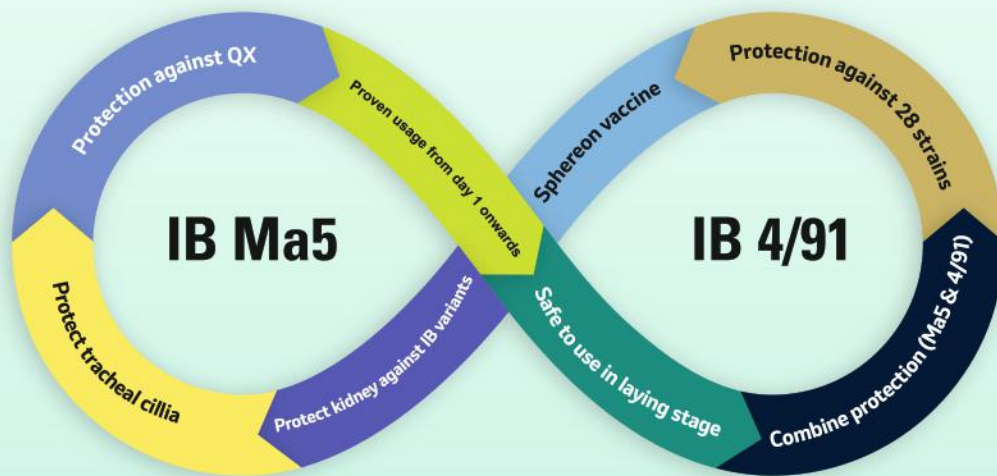 Protection against QX
Proven usage from day 1 onwards
Protect tracheal cillia
Protect kidney against IB variants
IB Ma5
Sphereon vaccine
Protection against 28 strains
Safe to use in laying stage
Combine protection (Ma5 & 4/91)
IB 4/91